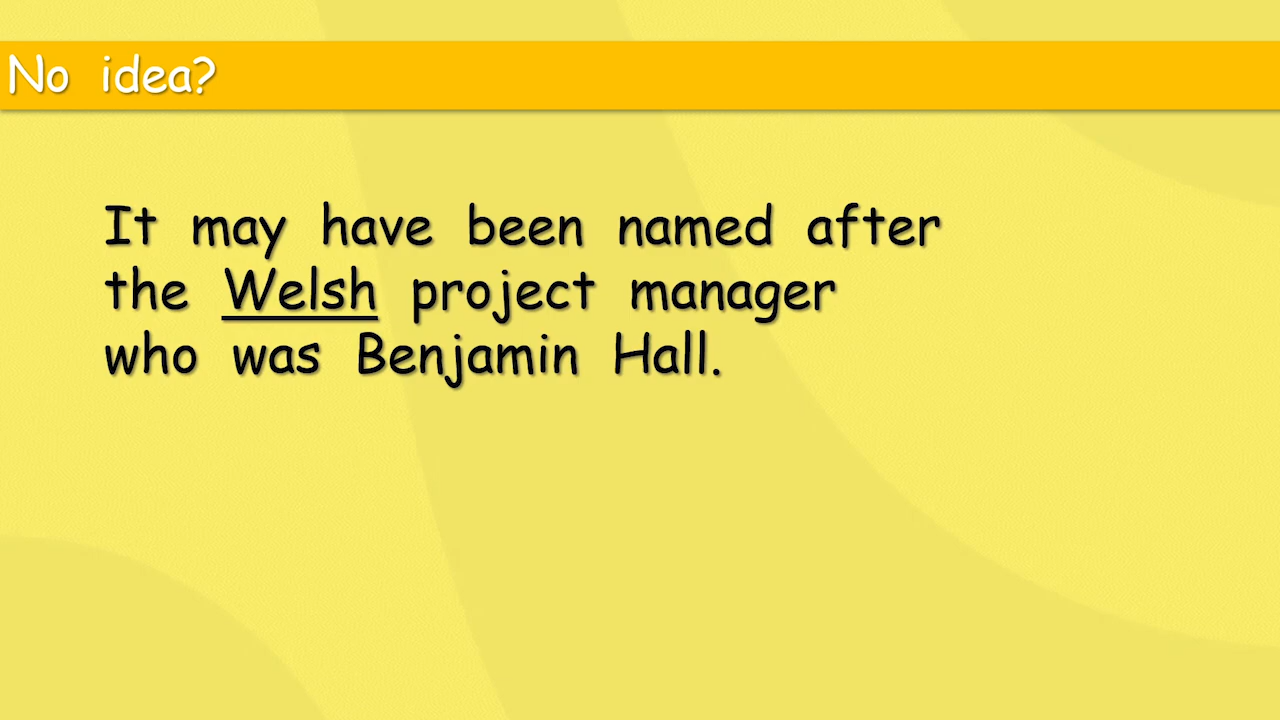 No idea?
It may have been named after
the Welsh project manager
who was Benjamin Hall.